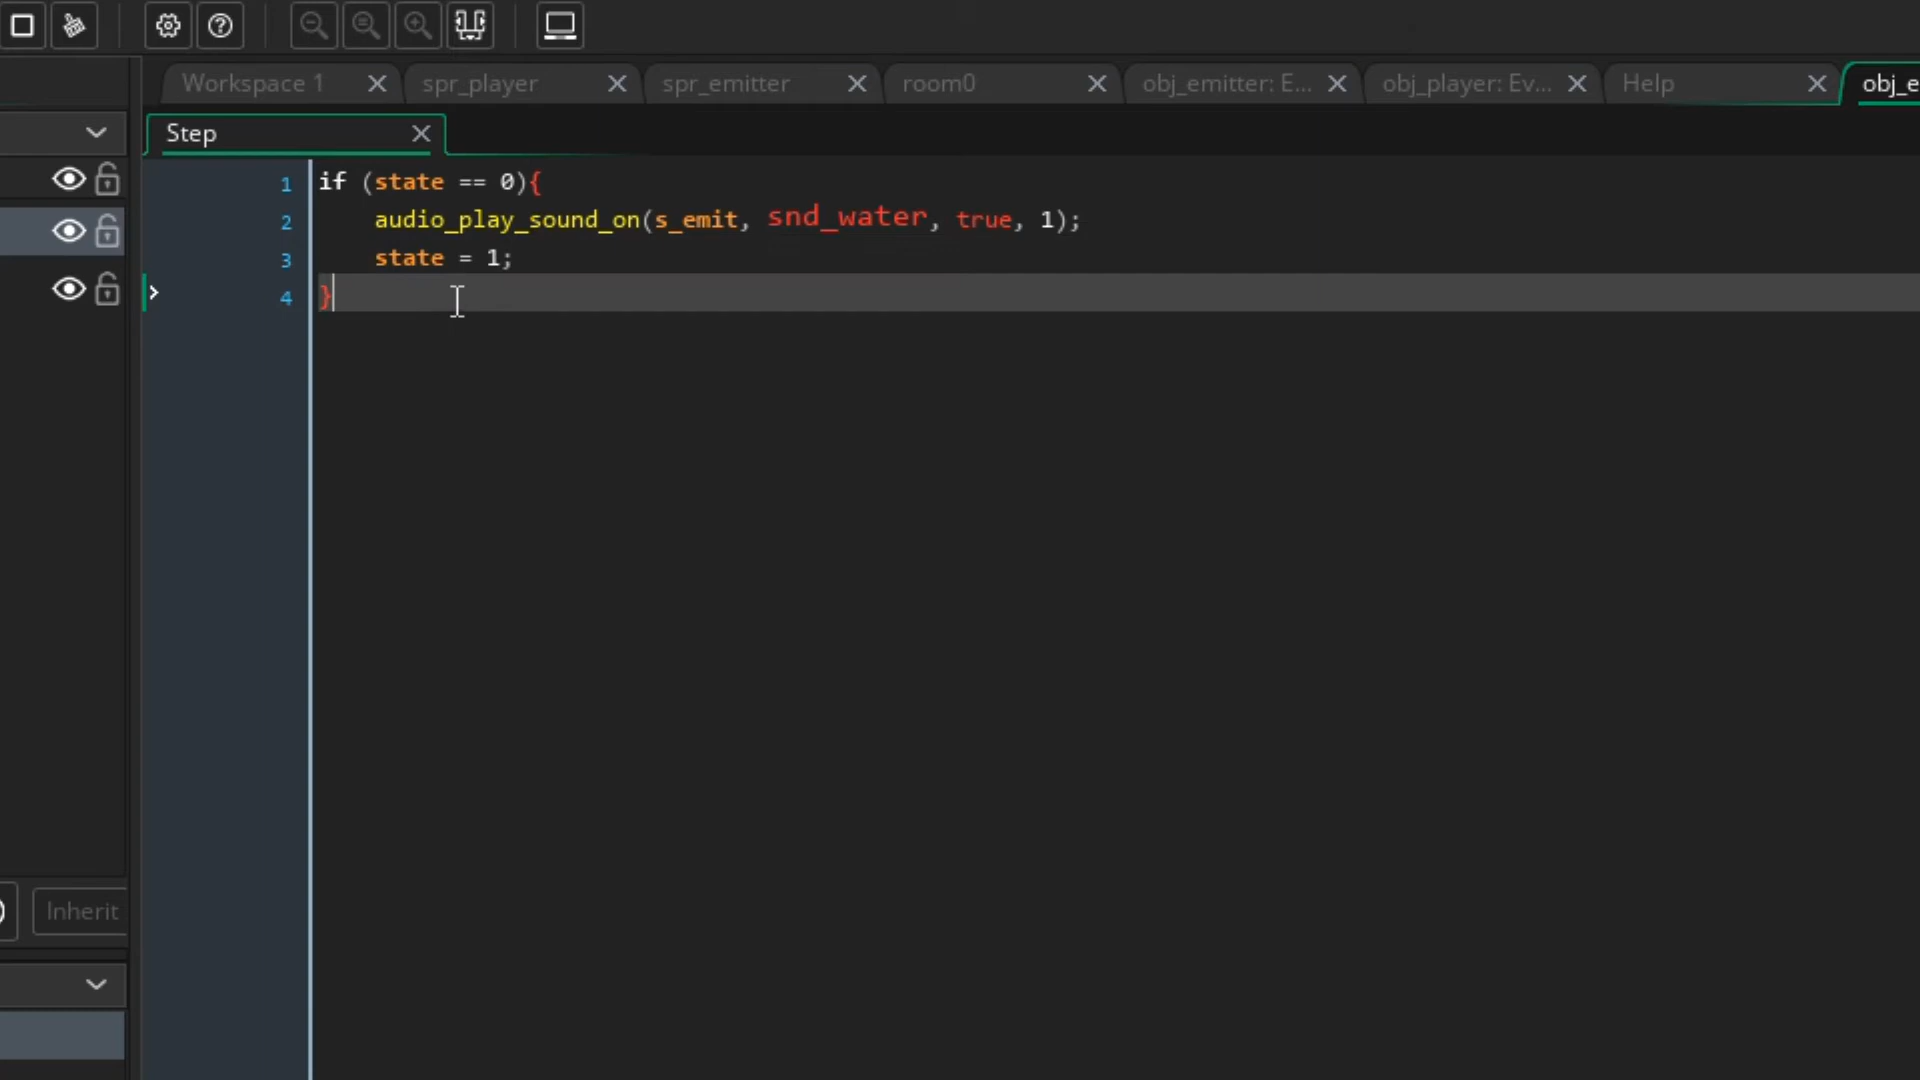 Workspace 1
spr_player
spr_emitter
room0
obj_emitter: E...
obj_player: Ev...
Help
obj_e
Step
1 if (state == 0){
2 audio_play_sound_on(s_emit, snd_water, true, 1);
3 state = 1;
4 }
Inherit